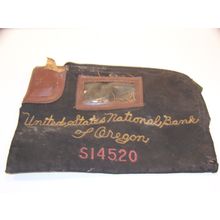 United States National Bank
of Oregon
S14520